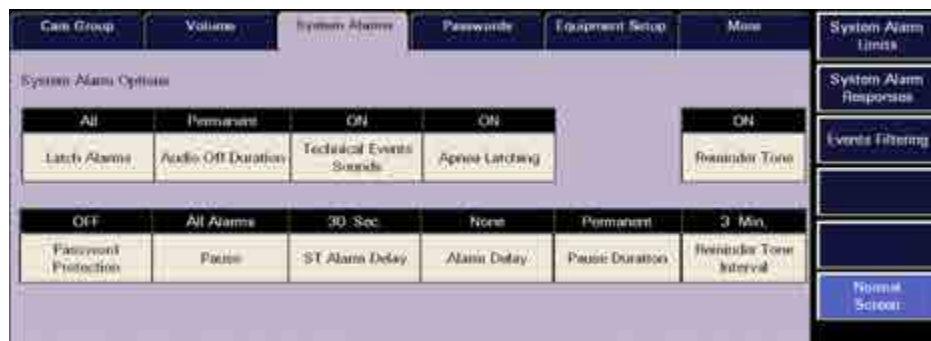 Care Group Volume System Alarms Passwords Equipment Setup More
System Alarm Limits
System Alarm Responses
Events Filtering
Normal Screen
System Alarm Options
All Permanent ON ON ON
Latch Alarms Audio Off Duration Technical Events Sounds Apnea Latching Reminder Tone
OFF All Alarms 30 Sec. None Permanent 3 Min.
Password Protection Pause ST Alarm Delay Alarm Delay Pause Duration Reminder Tone Interval